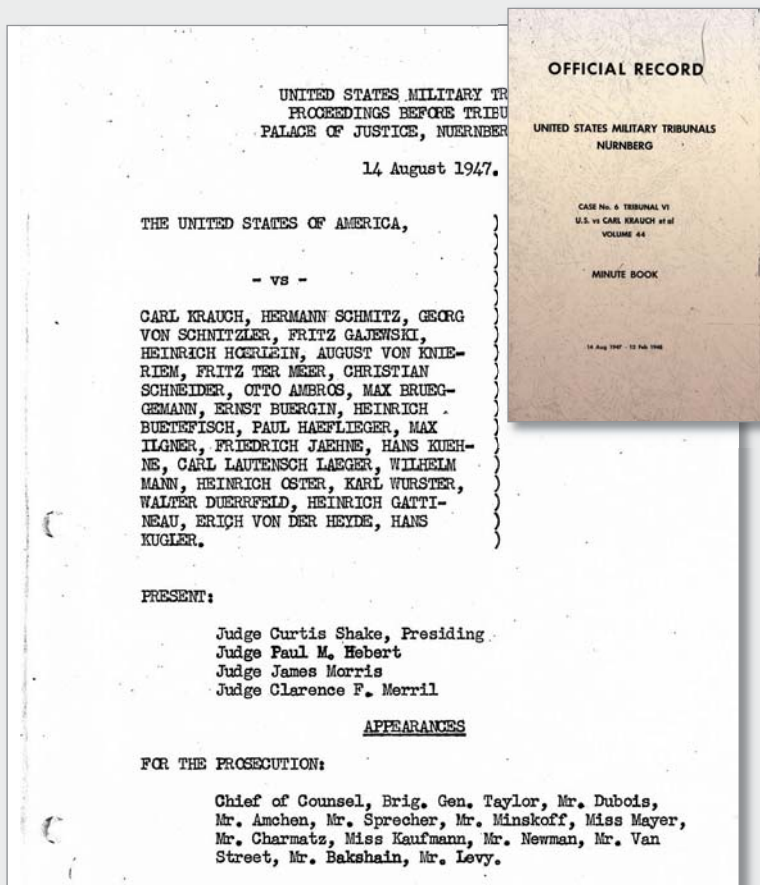 UNITED STATES MILITARY TR
PROCEEDINGS BEFORE TRIBU
PALACE OF JUSTICE, NUERNBER
14 August 1947.
THE UNITED STATES OF AMERICA,
- vs -
CARL KRAUCH, HERMANN SCHMITZ, GEORG
VON SCHNITZLER, FRITZ GAJEWSKI,
HEINRICH HOERLEIN, AUGUST VON KNIE-
RIEM, FRITZ TER MEER, CHRISTIAN
SCHNEIDER, OTTO AMBROS, MAX BRUEG-
GEMANN, ERNST BUERGIN, HEINRICH
BUETEFISCH, PAUL HAEFLIEGER, MAX
ILGNER, FRIEDRICH JAEHNE, HANS KUEH-
NE, CARL LAUTENSCH LAEGER, WILHELM
MANN, HEINRICH OSTER, KARL WURSTER,
WALTER DUERRFELD, HEINRICH GATTI-
NEAU, ERICH VON DER HEYDE, HANS
KUGLER.
PRESENT:
Judge Curtis Shake, Presiding
Judge Paul M. Hebert
Judge James Morris
Judge Clarence F. Merril
APPEARANCES
FOR THE PROSECUTION:
Chief of Counsel, Brig. Gen. Taylor, Mr. Dubois,
Mr. Amchen, Mr. Sprecher, Mr. Minskoff, Miss Mayer,
Mr. Charmatz, Miss Kaufmann, Mr. Newman, Mr. Van
Street, Mr. Bakshain, Mr. Levy.
OFFICIAL RECORD
UNITED STATES MILITARY TRIBUNALS
NÜRNBERG
CASE No. 6 TRIBUNAL VI
U.S. vs CARL KRAUCH et al
VOLUME 44
MINUTE BOOK
14 Aug 1947 - 12 Feb 1948